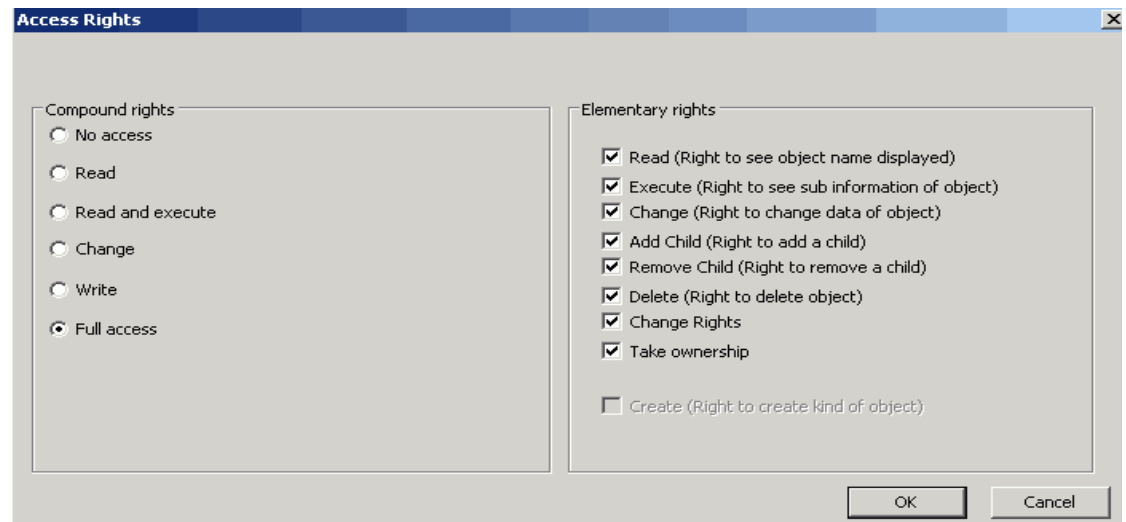 Access Rights
Compound rights
No access
Read
Read and execute
Change
Write
Full access
Elementary rights
Read (Right to see object name displayed)
Execute (Right to see sub information of object)
Change (Right to change data of object)
Add Child (Right to add a child)
Remove Child (Right to remove a child)
Delete (Right to delete object)
Change Rights
Take ownership
Create (Right to create kind of object)
OK
Cancel